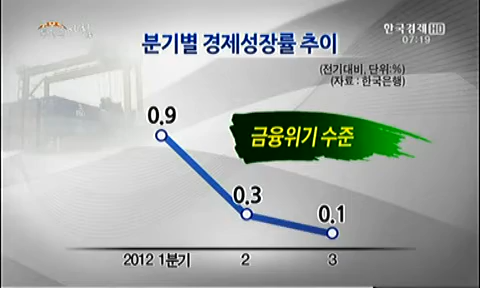 한국경제 HD
07:19
분기별 경제성장률 추이
(전기대비, 단위:%)
(자료 : 한국은행)
0.9
금융위기 수준
0.3
0.1
2012 1분기 2 3